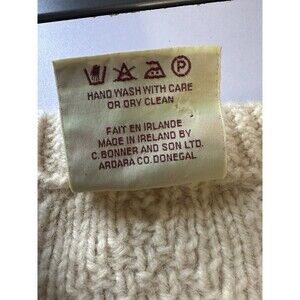 P
HAND WASH WITH CARE
OR DRY CLEAN
FAIT EN IRLANDE
MADE IN IRELAND BY
C. BONNER AND SON LTD.
ARDARA CO. DONEGAL